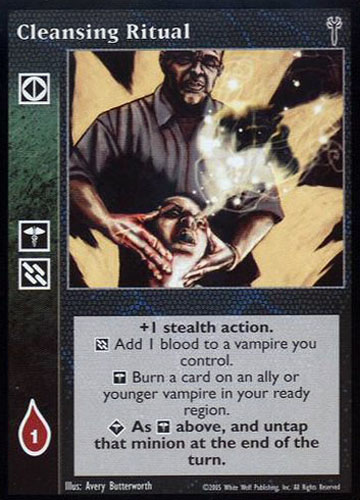 Cleansing Ritual
+1 stealth action.
Add 1 blood to a vampire you
control.
Burn a card on an ally or
younger vampire in your ready
region.
As above, and untap
that minion at the end of the
turn.
1
Illus: Avery Butterworth ©2005 White Wolf Publishing, Inc. All Rights Reserved